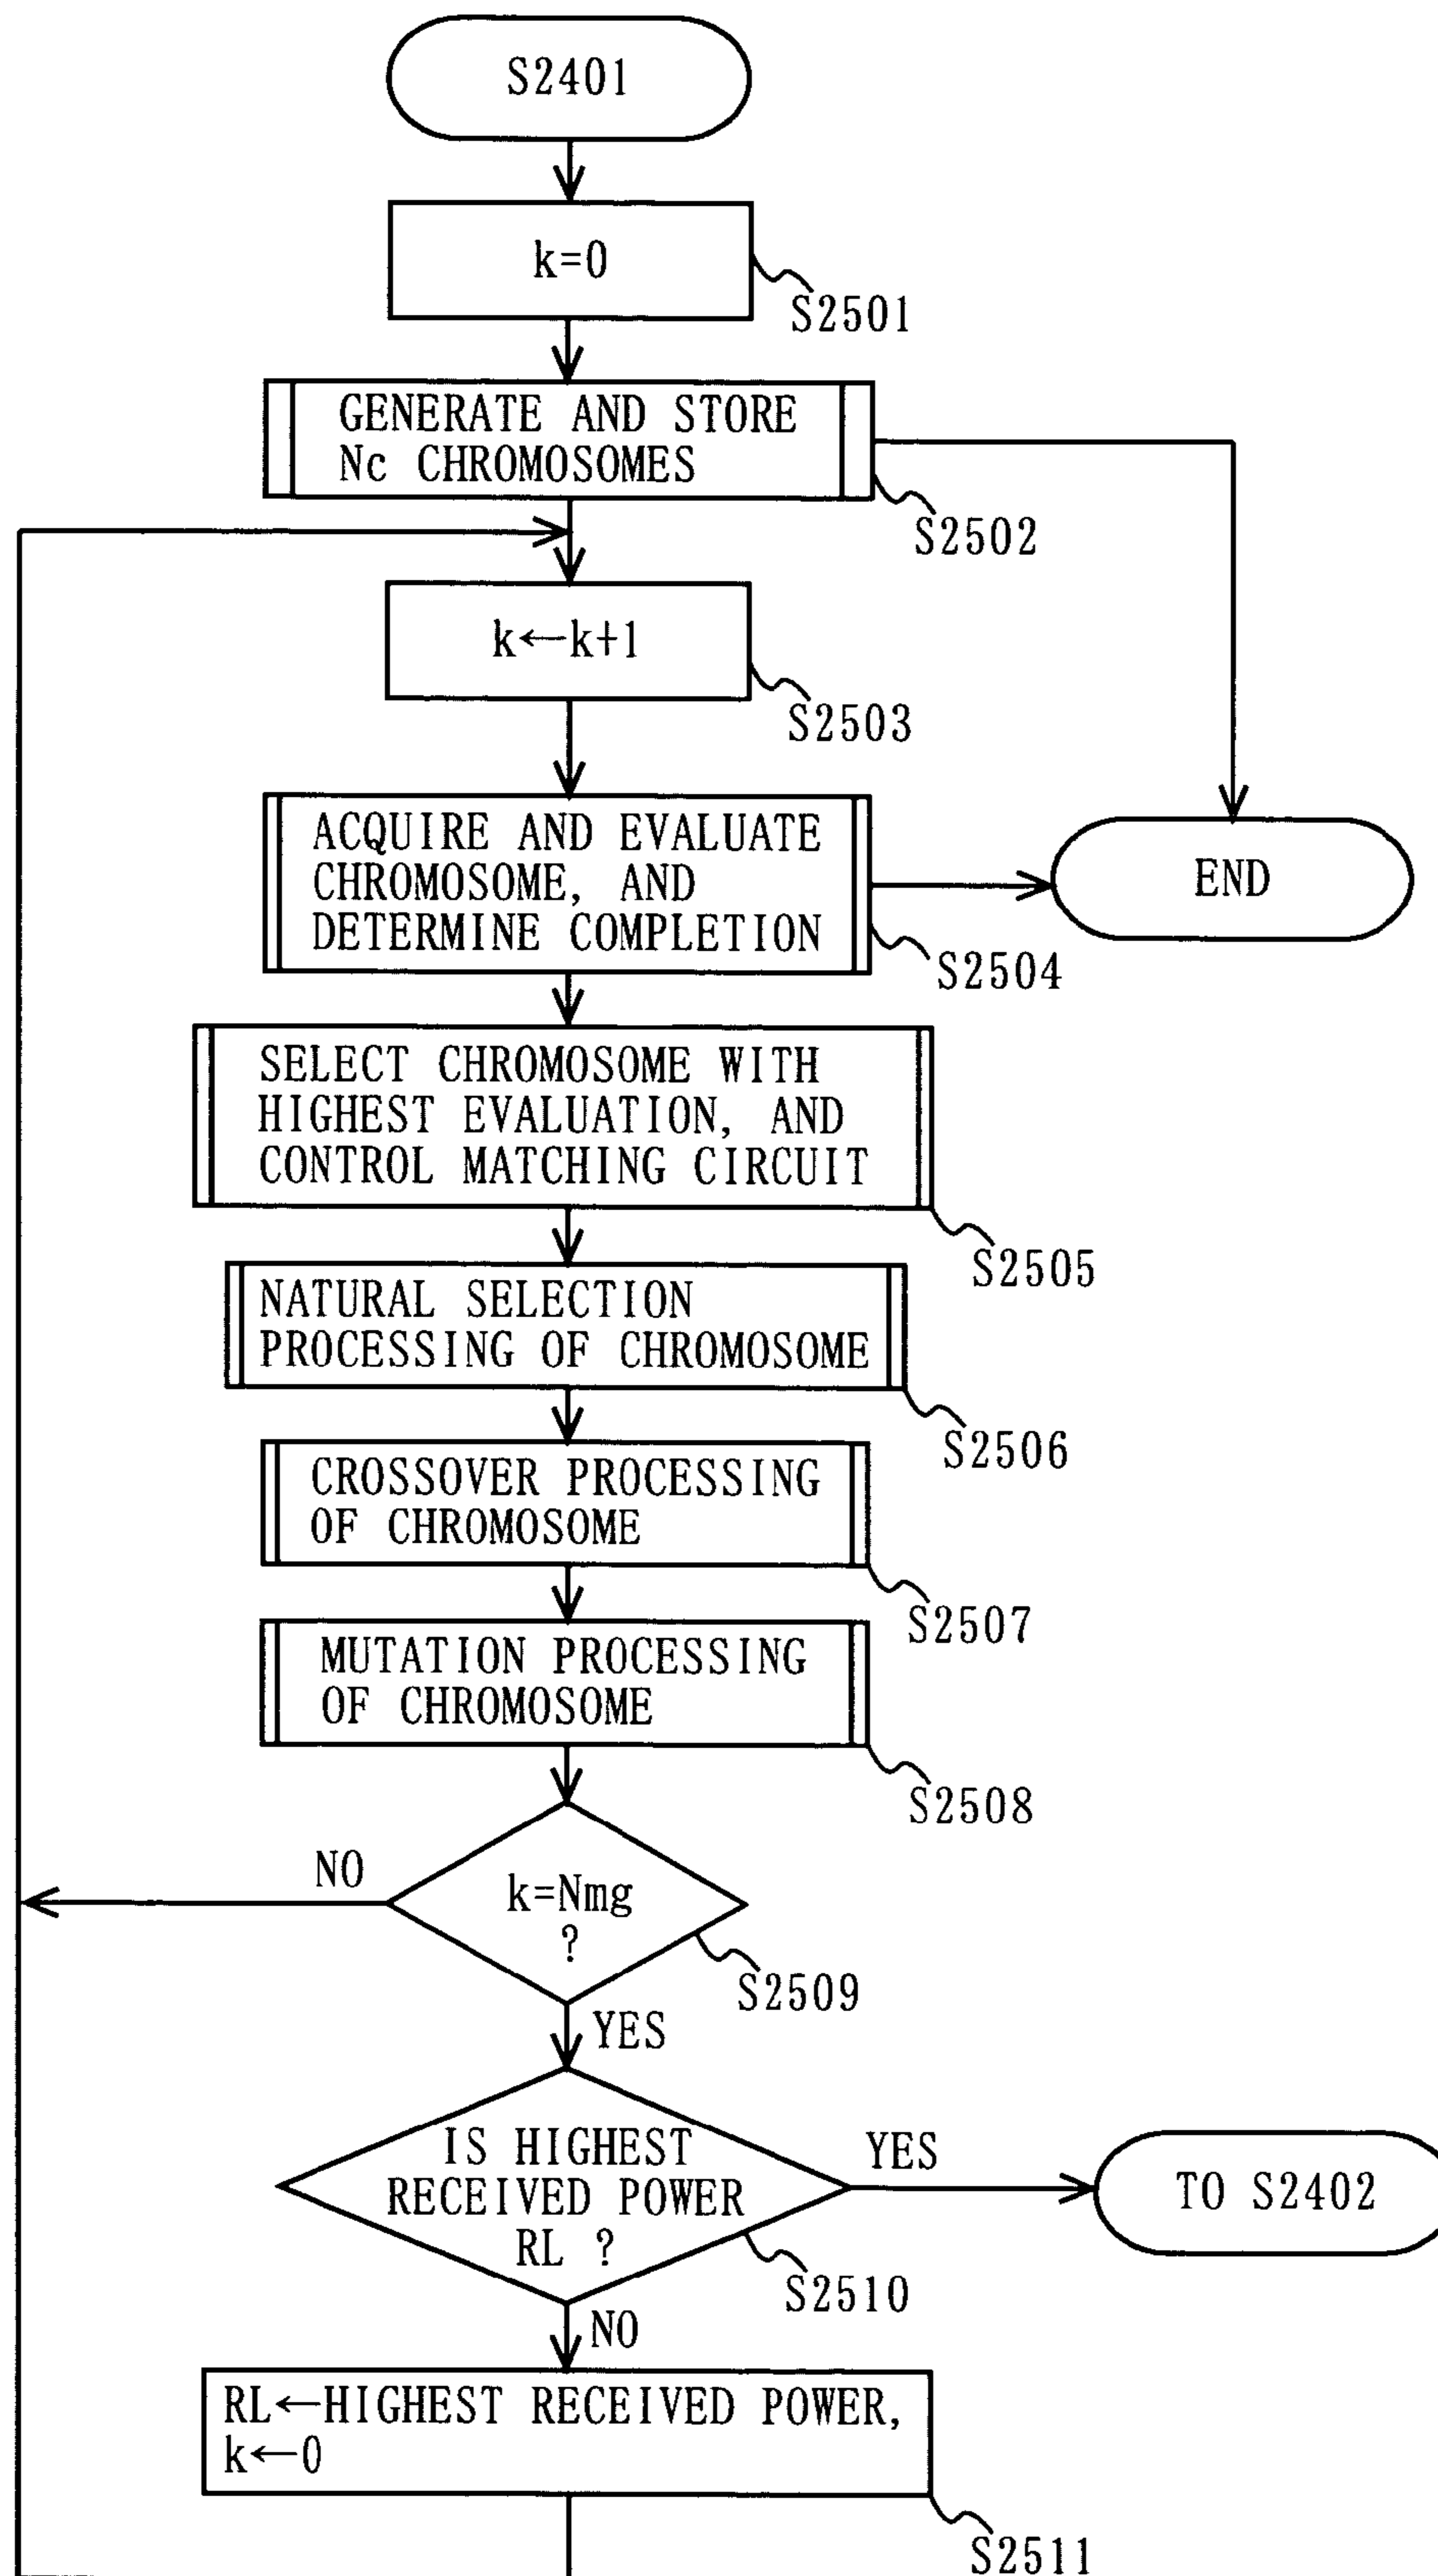 S2401
k=0
S2501
GENERATE AND STORE
Nc CHROMOSOMES
S2502
k←k+1
S2503
ACQUIRE AND EVALUATE
CHROMOSOME, AND
DETERMINE COMPLETION
END
S2504
SELECT CHROMOSOME WITH
HIGHEST EVALUATION, AND
CONTROL MATCHING CIRCUIT
S2505
NATURAL SELECTION
PROCESSING OF CHROMOSOME
S2506
CROSSOVER PROCESSING
OF CHROMOSOME
S2507
MUTATION PROCESSING
OF CHROMOSOME
S2508
NO
k=Nmg
?
S2509
YES
IS HIGHEST
RECEIVED POWER
RL ?
YES
TO S2402
S2510
NO
RL←HIGHEST RECEIVED POWER,
k←0
S2511